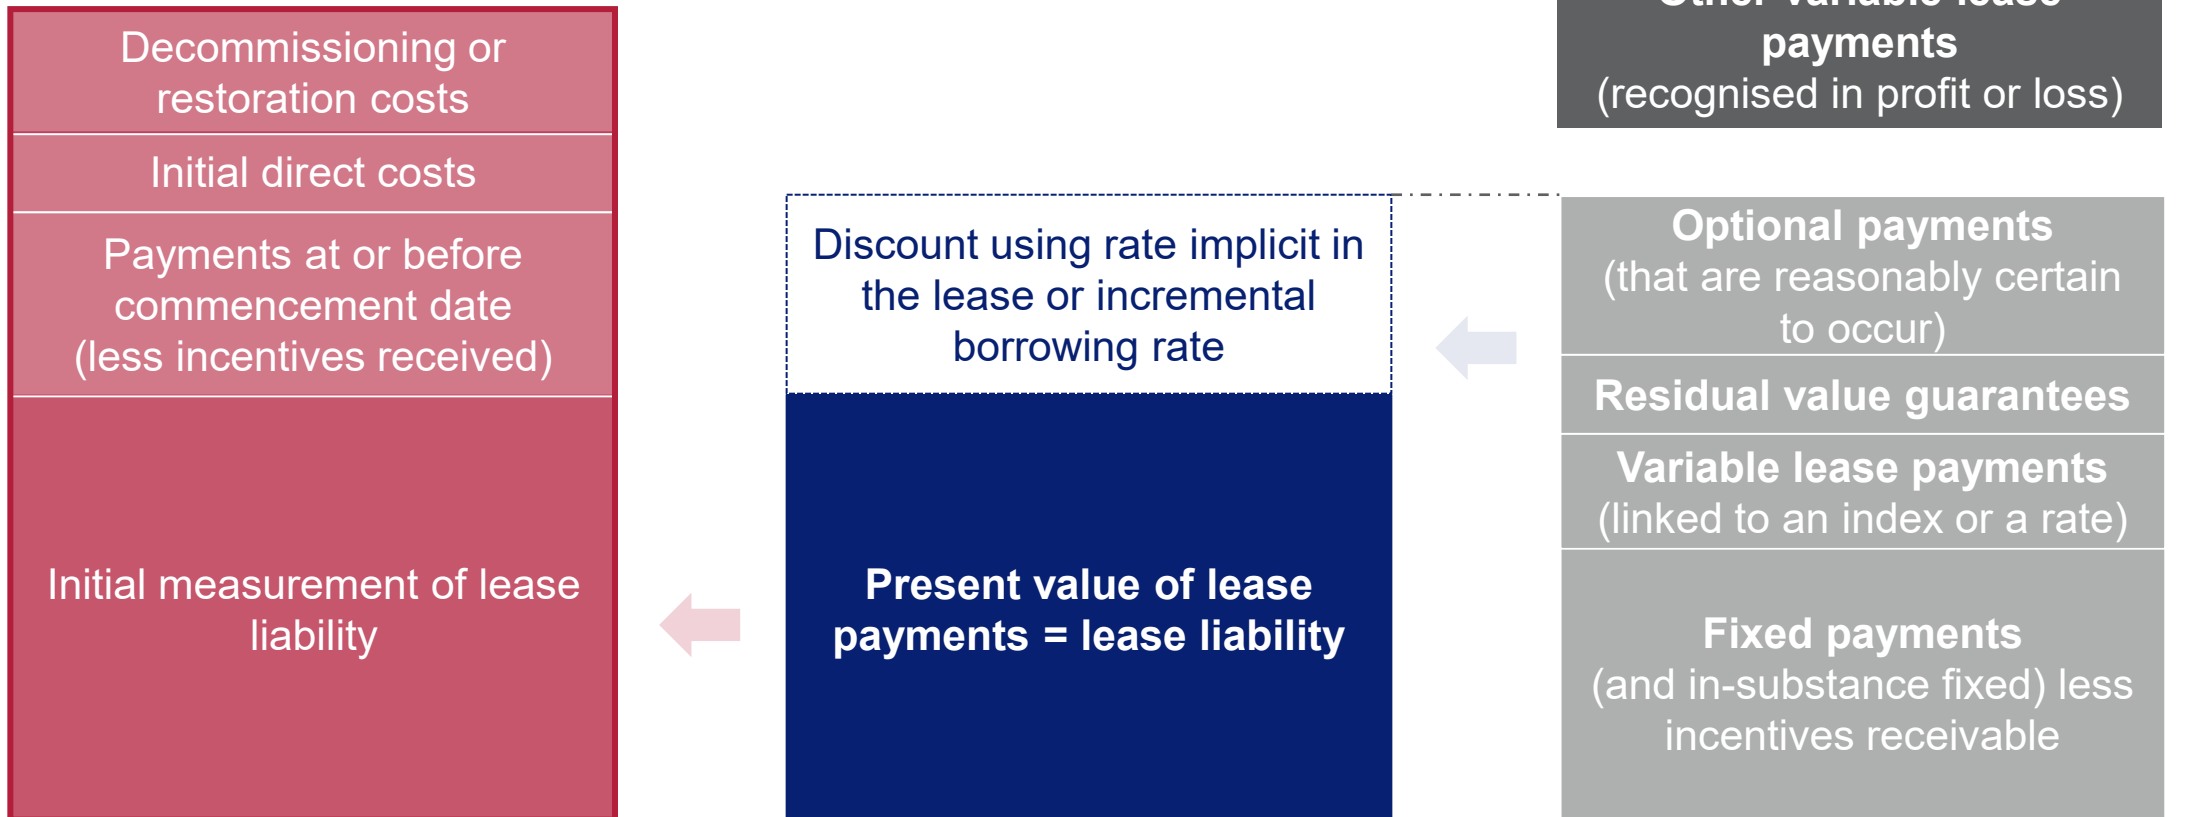 Decommissioning or
restoration costs
Initial direct costs
Payments at or before
commencement date
(less incentives received)
Initial measurement of lease
liability
Discount using rate implicit in
the lease or incremental
borrowing rate
Present value of lease
payments = lease liability
Other variable lease
payments
(recognised in profit or loss)
Optional payments
(that are reasonably certain
to occur)
Residual value guarantees
Variable lease payments
(linked to an index or a rate)
Fixed payments
(and in-substance fixed) less
incentives receivable